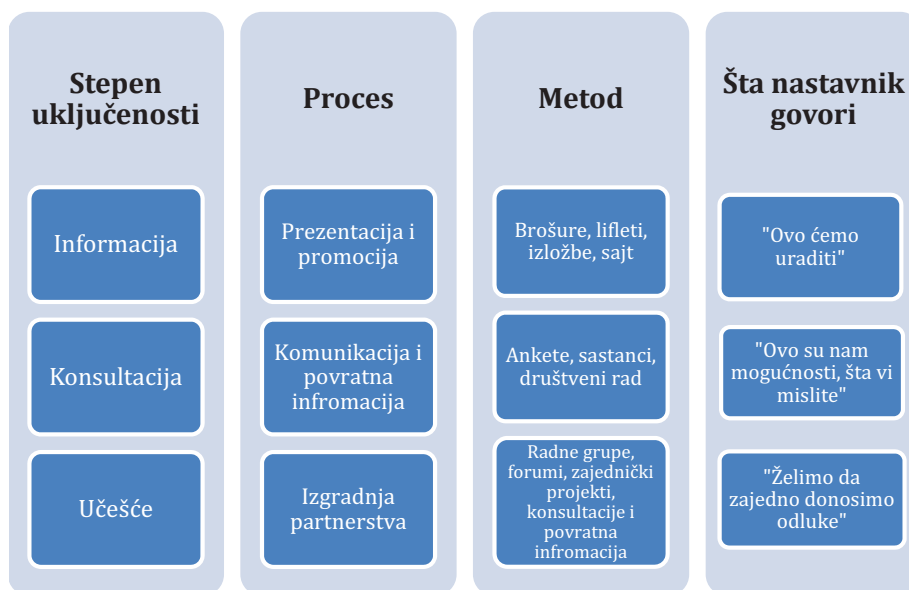 Stepen
uključenosti
Informacija
Konsultacija
Učešće
Proces
Prezentacija i
promocija
Komunikacija i
povratna
infromacija
Izgradnja
partnerstva
Metod
Brošure, lifleti,
izložbe, sajt
Ankete, sastanci,
društveni rad
Radne grupe,
forumi, zajednički
projekti,
konsultacije i
povratna
infromacija
Šta nastavnik
govori
"Ovo ćemo
uraditi"
"Ovo su nam
mogućnosti, šta vi
mislite"
"Želimo da
zajedno donosimo
odluke"